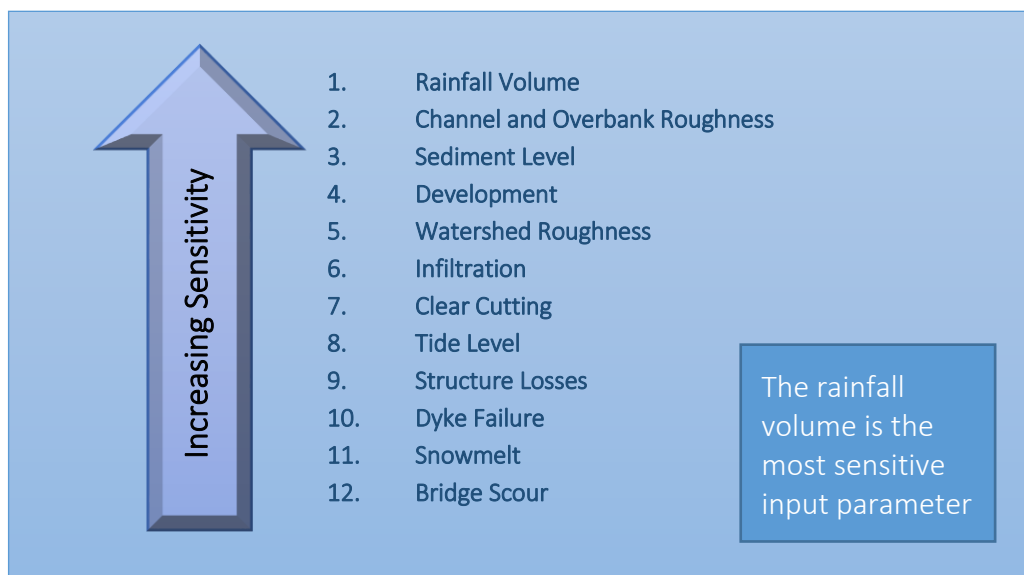 Increasing Sensitivity
1. Rainfall Volume
2. Channel and Overbank Roughness
3. Sediment Level
4. Development
5. Watershed Roughness
6. Infiltration
7. Clear Cutting
8. Tide Level
9. Structure Losses
10. Dyke Failure
11. Snowmelt
12. Bridge Scour
The rainfall
volume is the
most sensitive
input parameter